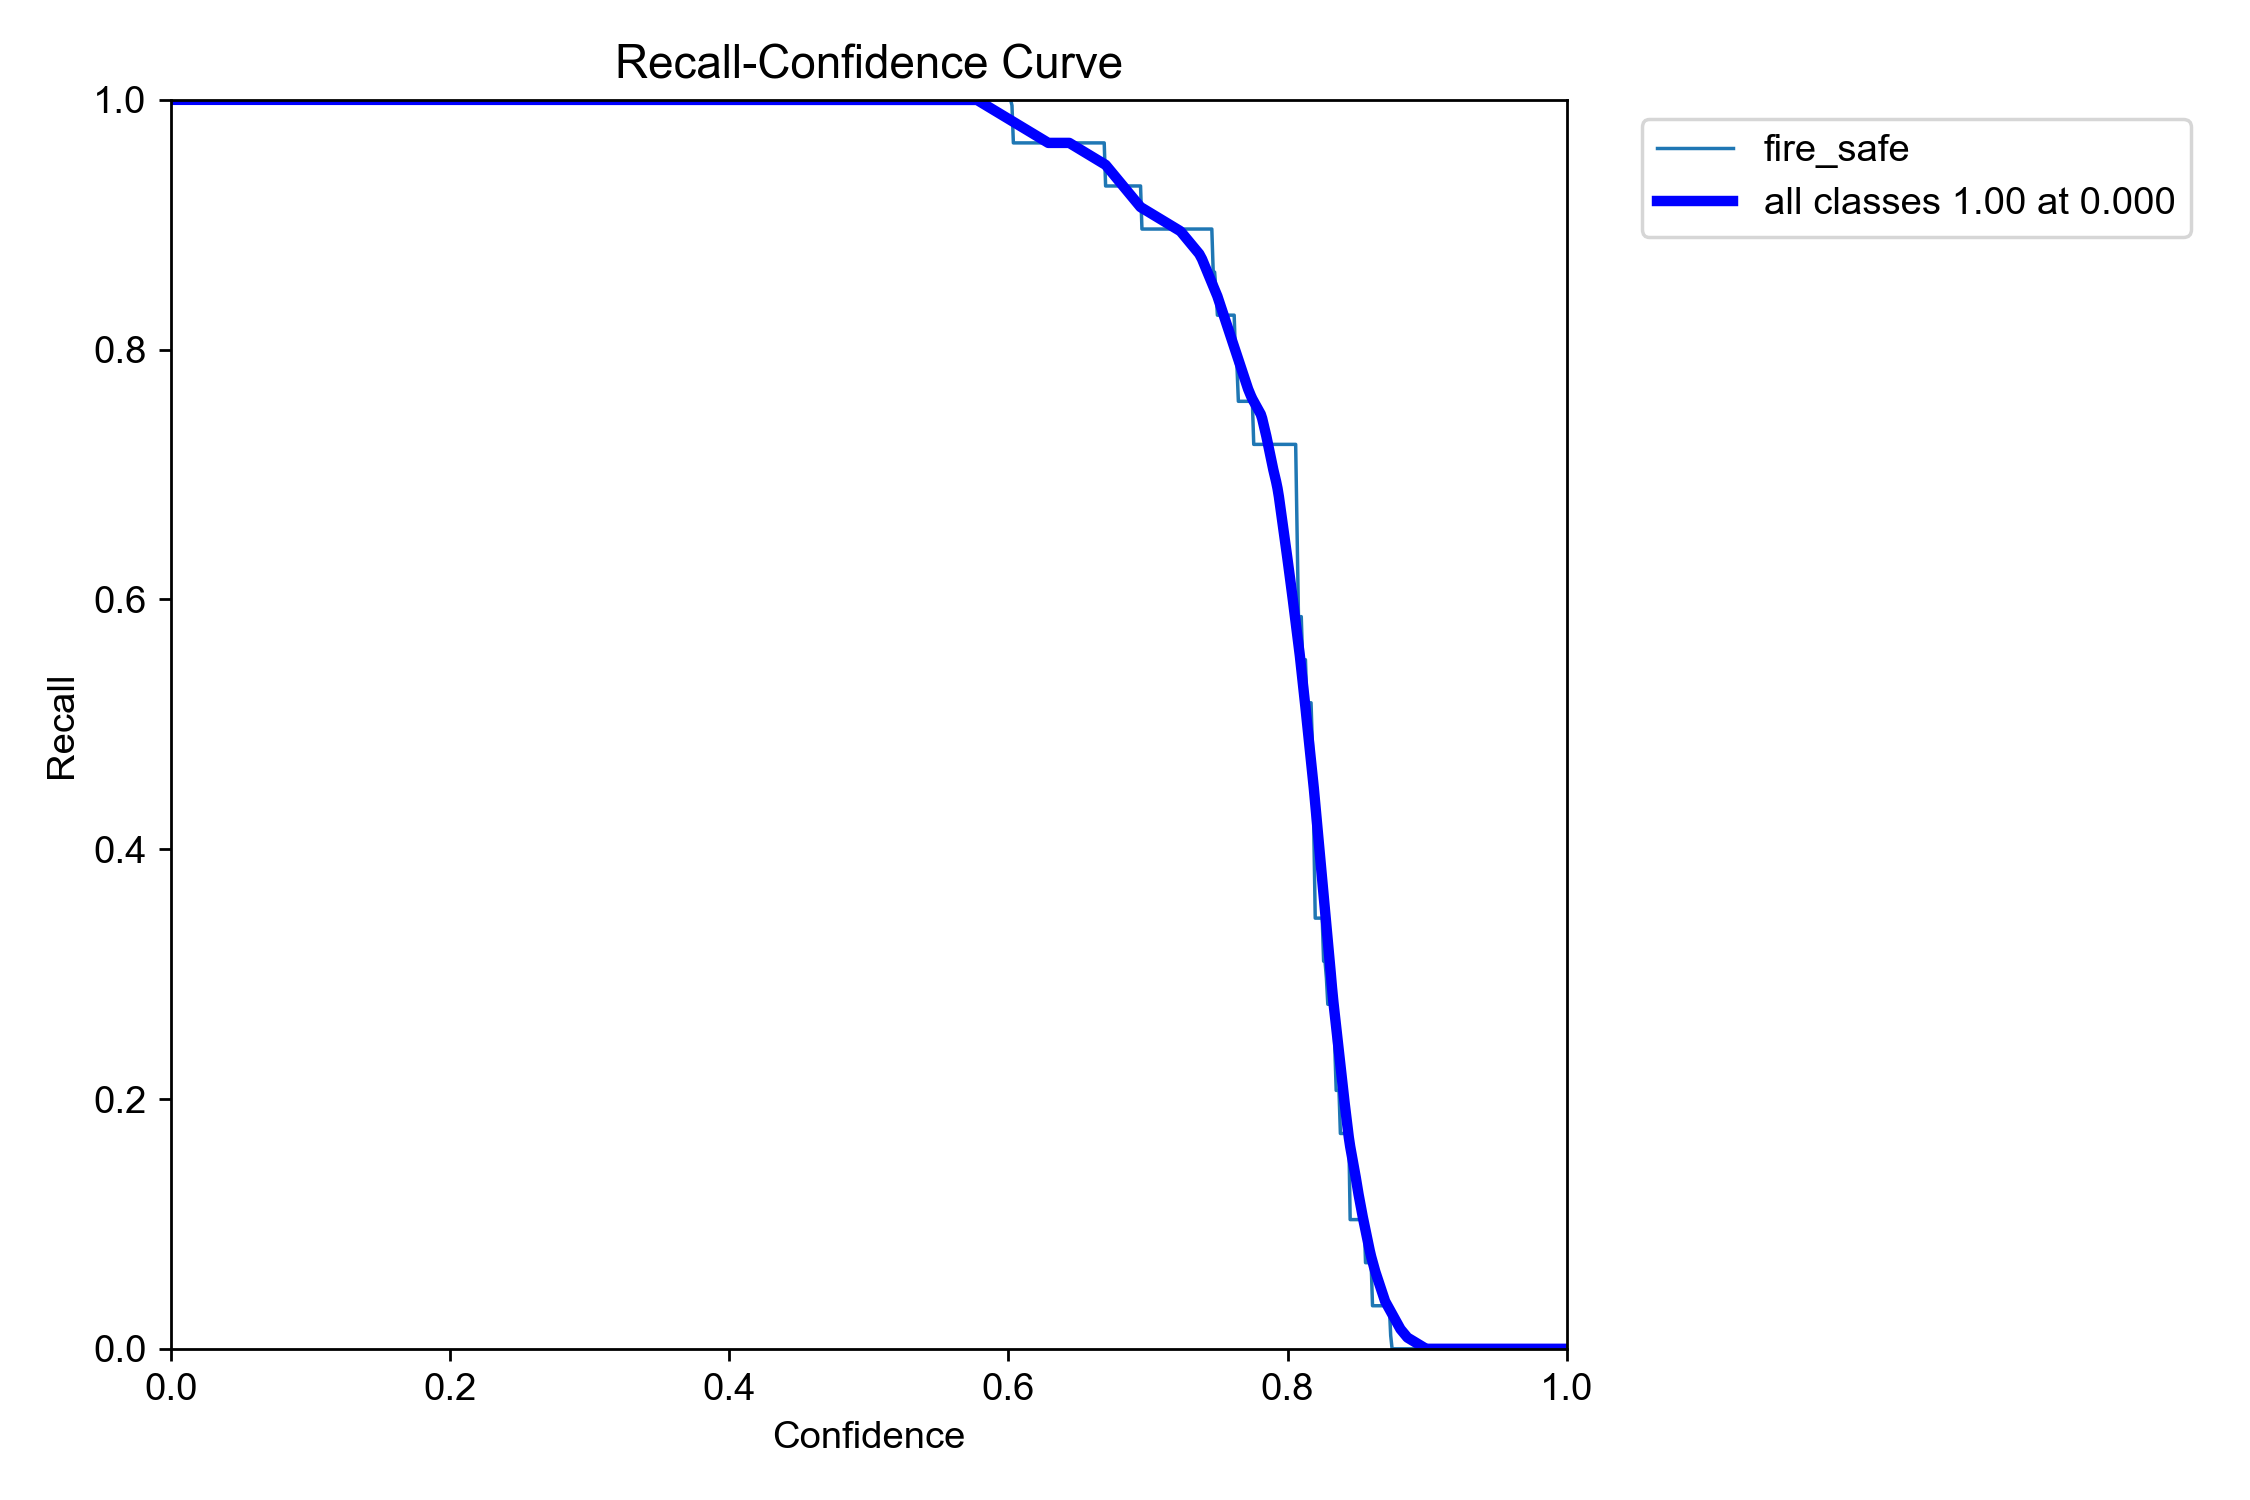 Recall-Confidence Curve
1.0
0.8
0.6
0.4
0.2
0.0
Recall
0.0 0.2 0.4 0.6 0.8 1.0
Confidence
fire_safe
all classes 1.00 at 0.000